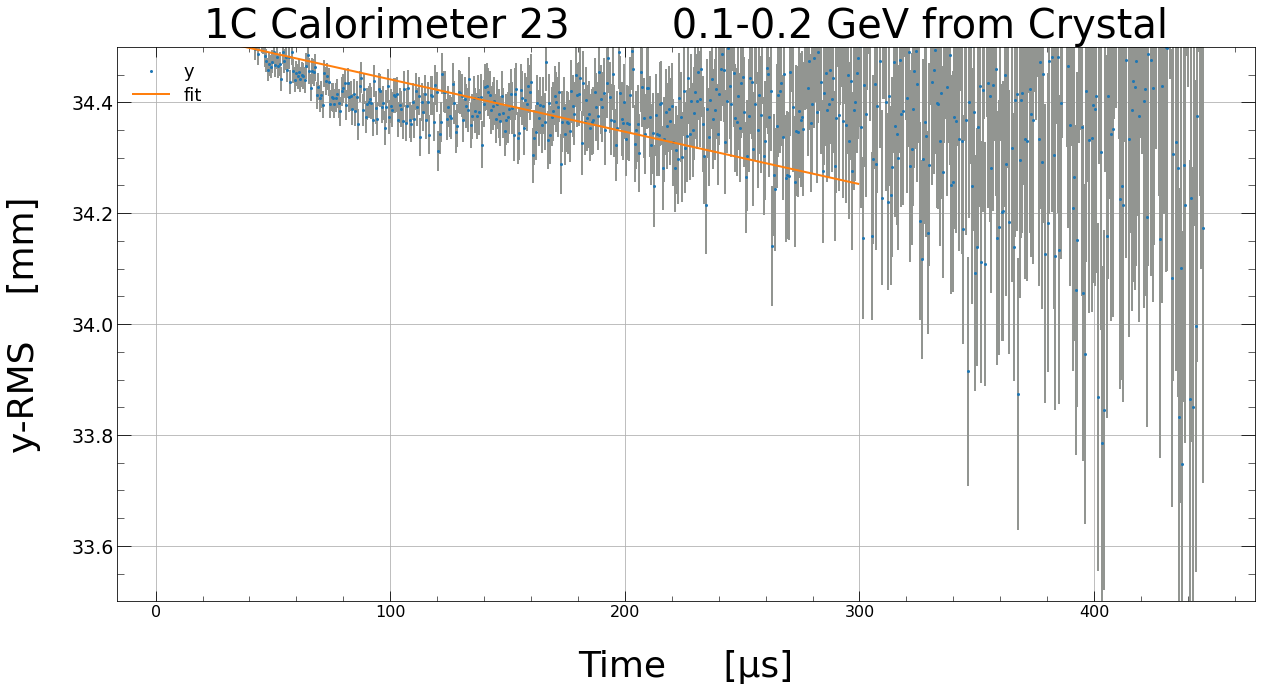 1C Calorimeter 23 0.1-0.2 GeV from Crystal
y
fit
34.4
34.2
34.0
33.8
33.6
y-RMS [mm]
0 100 200 300 400
Time [μs]